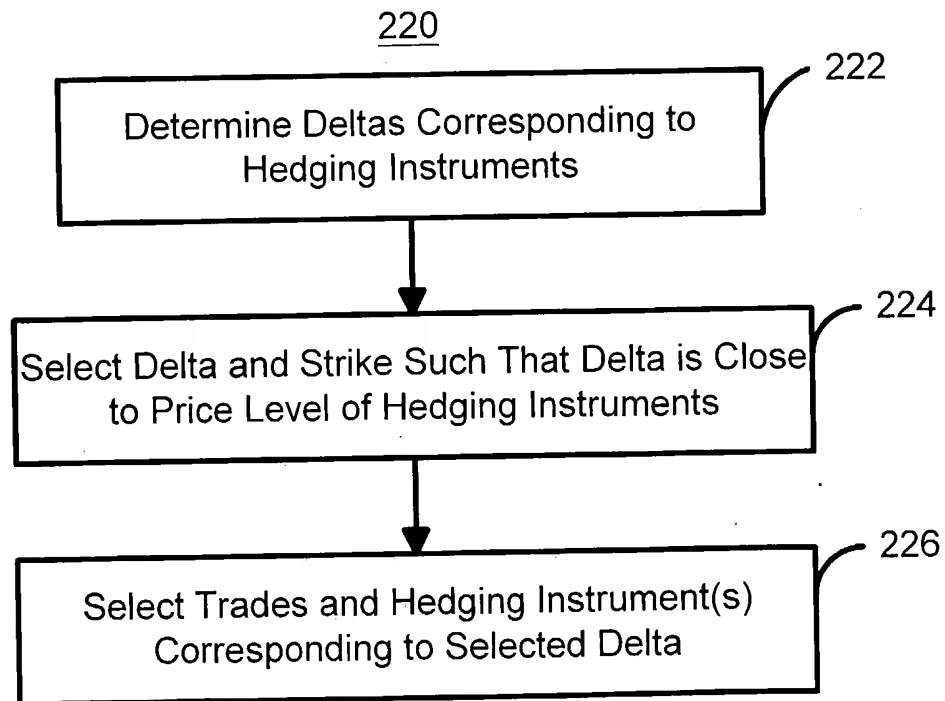 220
222
Determine Deltas Corresponding to
Hedging Instruments
224
Select Delta and Strike Such That Delta is Close
to Price Level of Hedging Instruments
226
Select Trades and Hedging Instrument(s)
Corresponding to Selected Delta